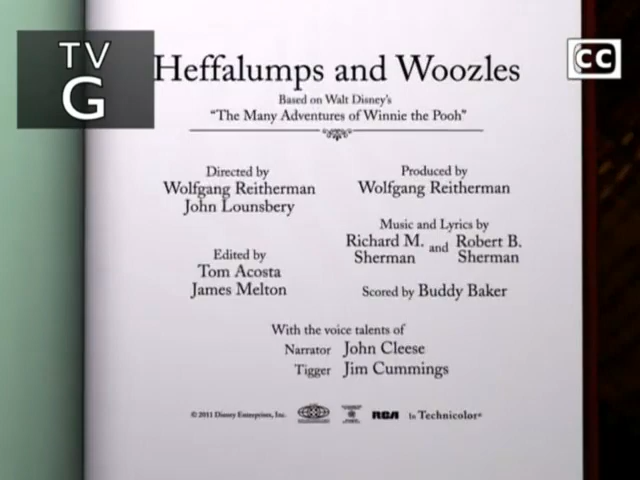 TV
G
CC
Heffalumps and Woozles
Based on Walt Disney's
"The Many Adventures of Winnie the Pooh"
Directed by
Wolfgang Reitherman
John Lounsbery
Produced by
Wolfgang Reitherman
Music and Lyrics by
Richard M. Sherman and Robert B. Sherman
Edited by
Tom Acosta
James Melton
Scored by Buddy Baker
With the voice talents of
Narrator John Cleese
Tigger Jim Cummings
© 2011 Disney Enterprises, Inc. RCA In Technicolor®